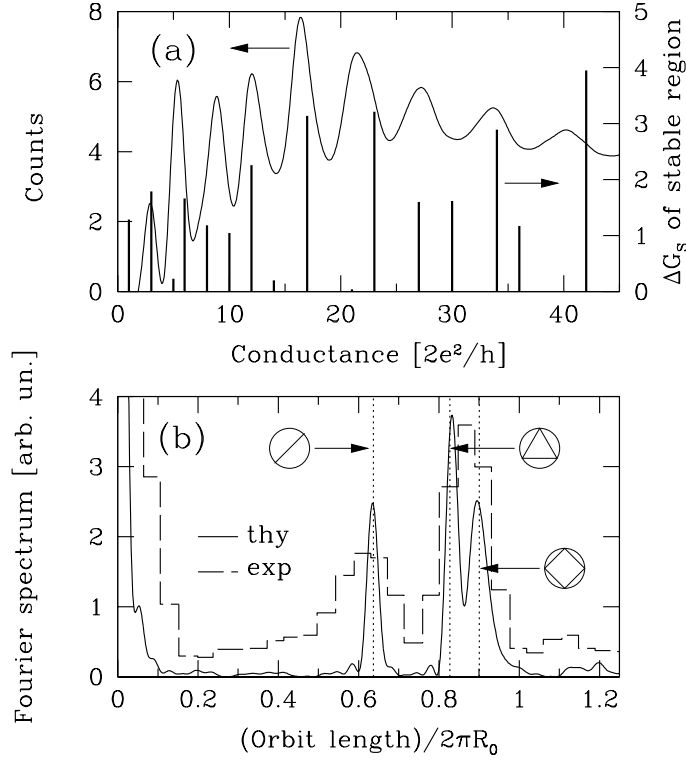 (a)
8
6
4
2
0
Counts
5
4
3
2
1
0
ΔG_S of stable region
0 10 20 30 40
Conductance [2e²/h]
(b)
4
3
2
1
0
Fourier spectrum [arb. un.]
thy
exp
0 0.2 0.4 0.6 0.8 1 1.2
(Orbit length)/2πR₀